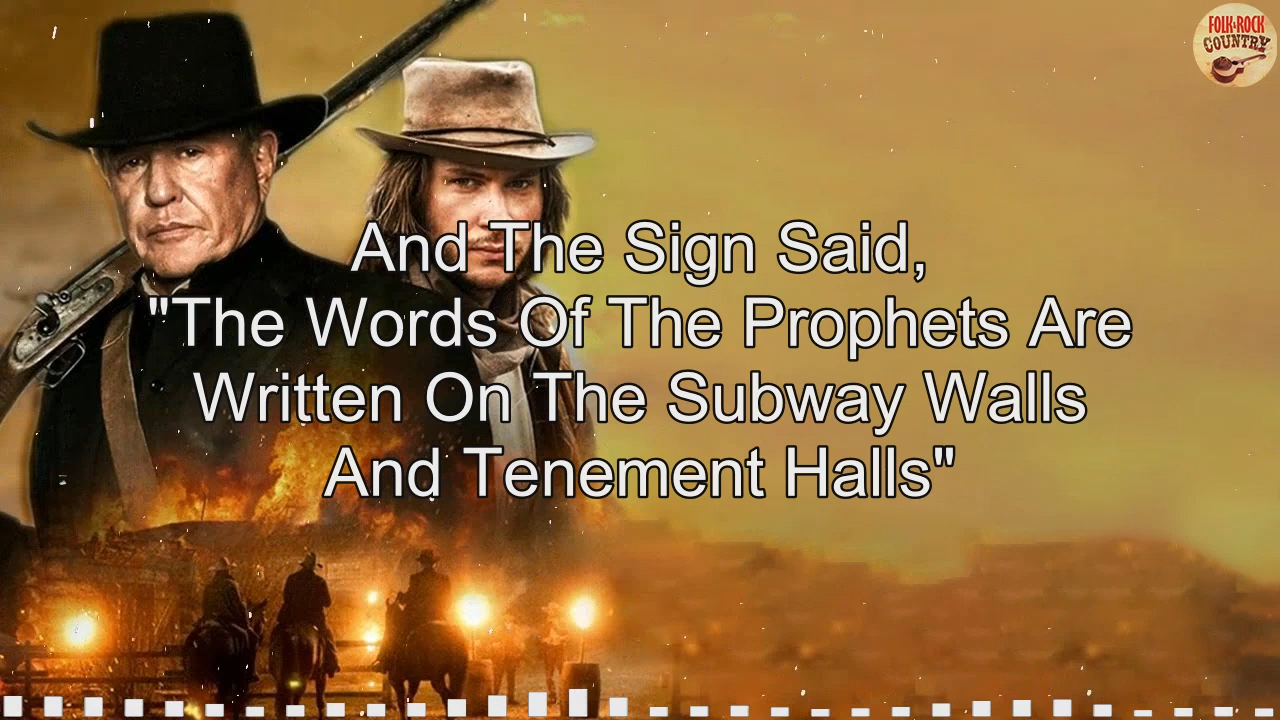 FOLK-ROCK
COUNTRY
And The Sign Said,
"The Words Of The Prophets Are
Written On The Subway Walls
And Tenement Halls"